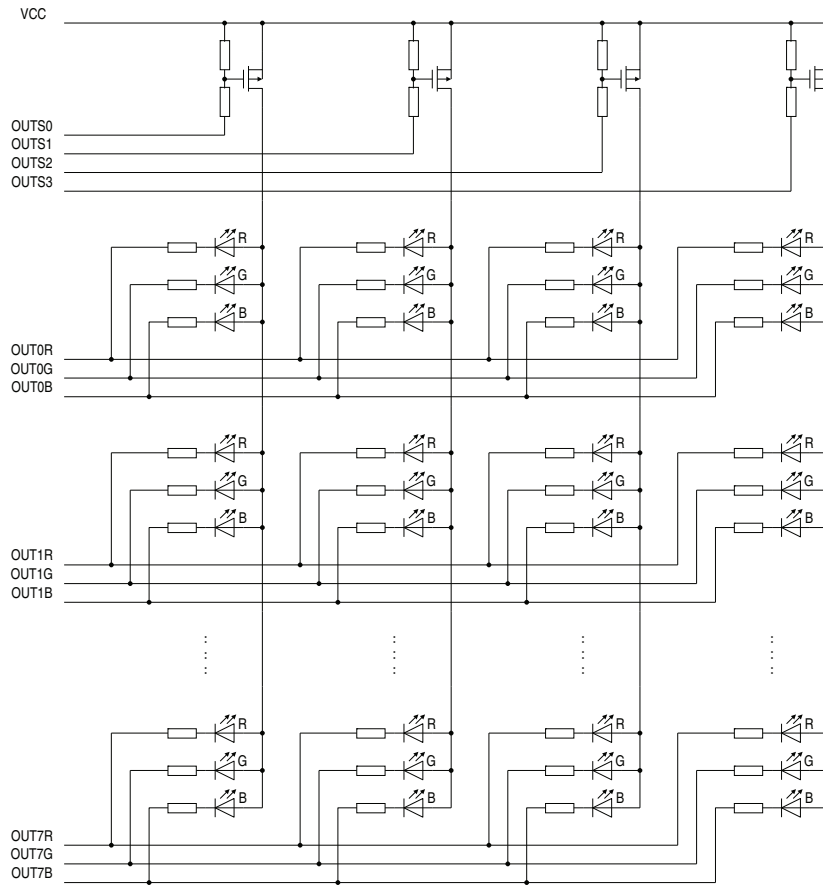 VCC
OUTS0
OUTS1
OUTS2
OUTS3
R R R R
G G G G
B B B B
OUT0R
OUT0G
OUT0B
R R R R
G G G G
B B B B
OUT1R
OUT1G
OUT1B
R R R R
G G G G
B B B B
OUT7R
OUT7G
OUT7B